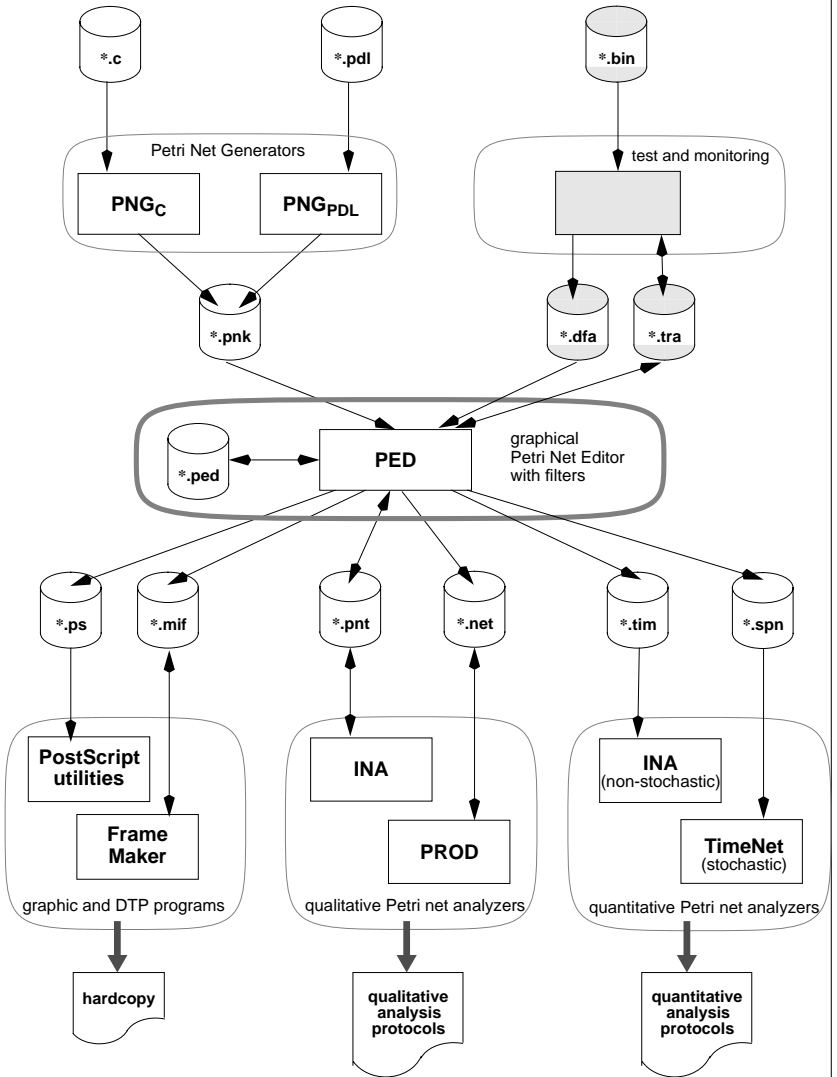 *.c
*.pdl
*.bin
Petri Net Generators
test and monitoring
PNGC
PNGPDL
*.pnk
*.dfa
*.tra
*.ped
PED
graphical
Petri Net Editor
with filters
*.ps
*.mif
*.pnt
*.net
*.tim
*.spn
PostScript
utilities
Frame
Maker
graphic and DTP programs
INA
PROD
qualitative Petri net analyzers
INA
(non-stochastic)
TimeNet
(stochastic)
quantitative Petri net analyzers
hardcopy
qualitative
analysis
protocols
quantitative
analysis
protocols